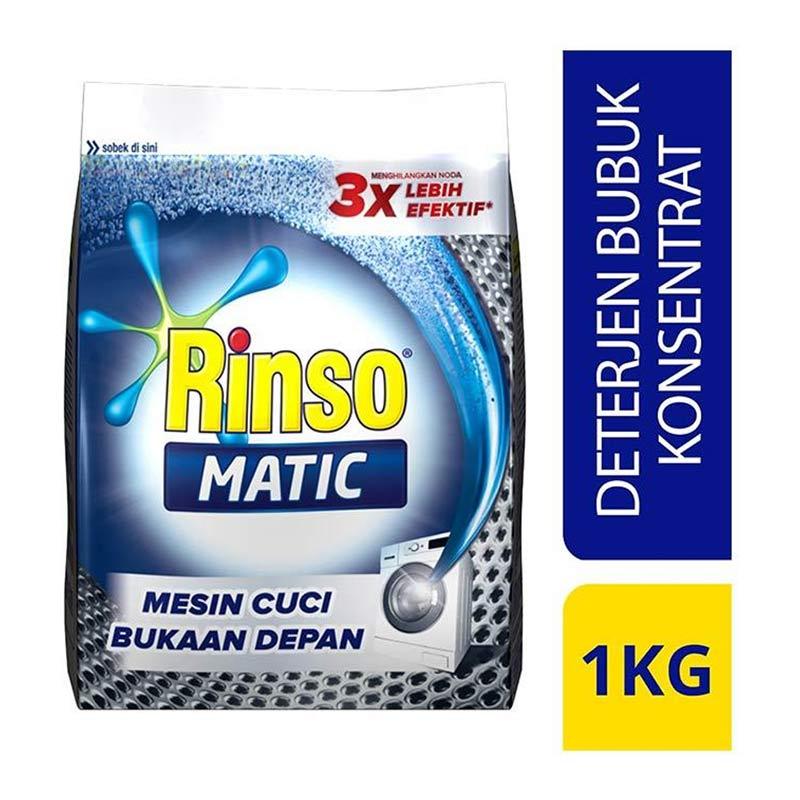 sobek di sini
MENGHILANGKAN NODA
3X LEBIH
EFEKTIF*
Rinso®
MATIC
MESIN CUCI
BUKAAN DEPAN
DETERJEN BUBUK
KONSENTRAT
1KG